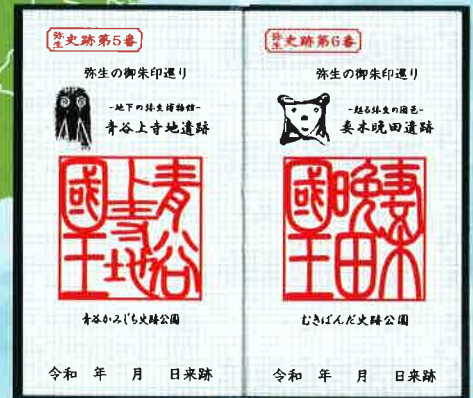 弥生史跡第5番
弥生の御朱印巡り
-地下の弥生博物館-
青谷上寺地遺跡
青谷上寺地國王
青谷かみじち史跡公園
令和 年 月 日来跡
弥生史跡第6番
弥生の御朱印巡り
-甦る弥生の国邑-
妻木晩田遺跡
妻木晩田國王
むきばんだ史跡公園
令和 年 月 日来跡